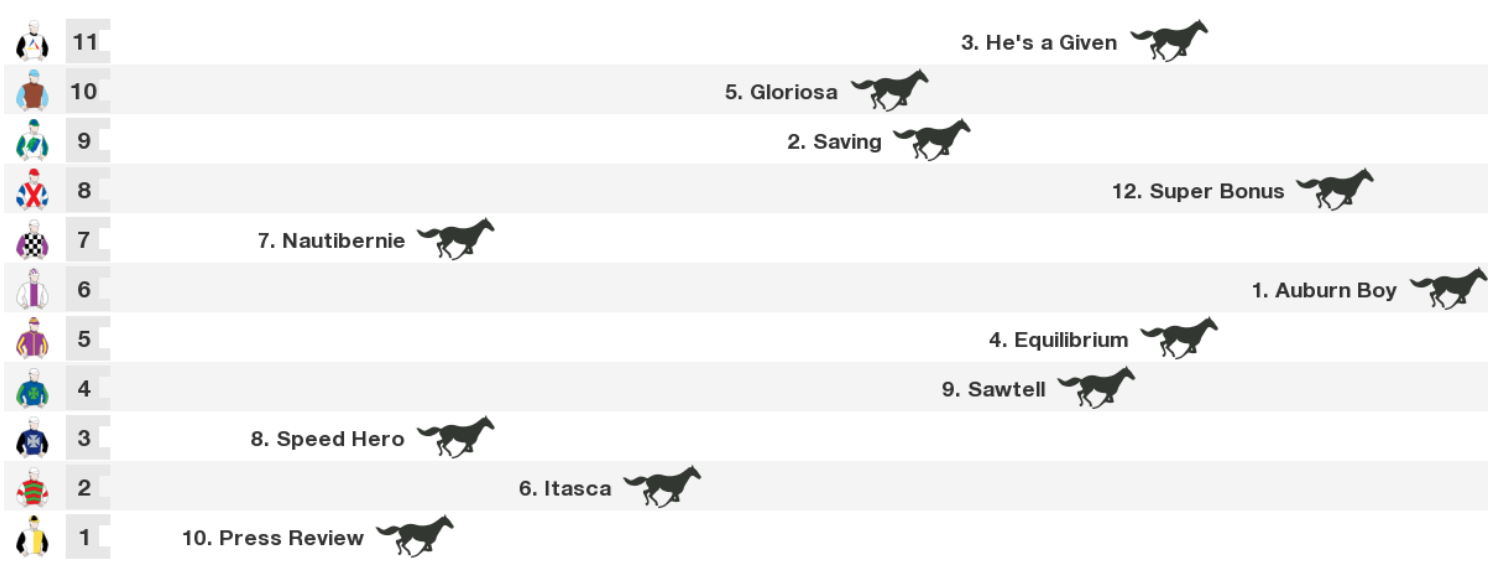 11 3. He's a Given
10 5. Gloriosa
9 2. Saving
8 12. Super Bonus
7 7. Nautibernie
6 1. Auburn Boy
5 4. Equilibrium
4 9. Sawtell
3 8. Speed Hero
2 6. Itasca
1 10. Press Review